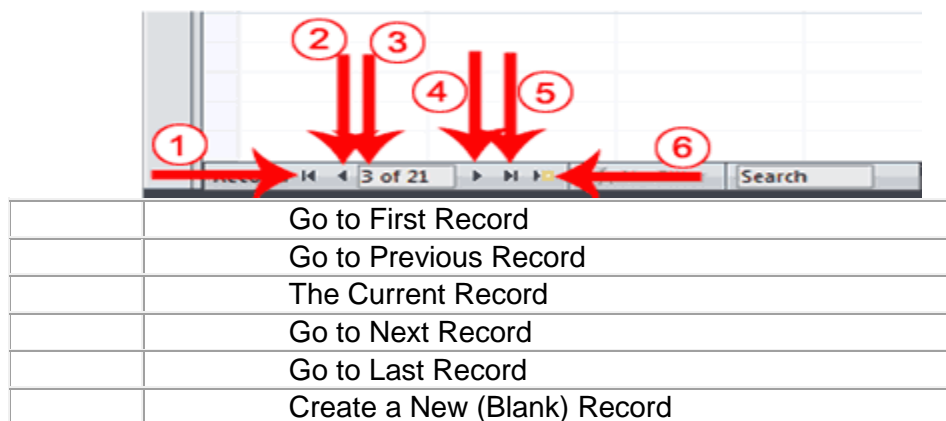 2 3
4 5
1 6
3 of 21 Search
Go to First Record
Go to Previous Record
The Current Record
Go to Next Record
Go to Last Record
Create a New (Blank) Record